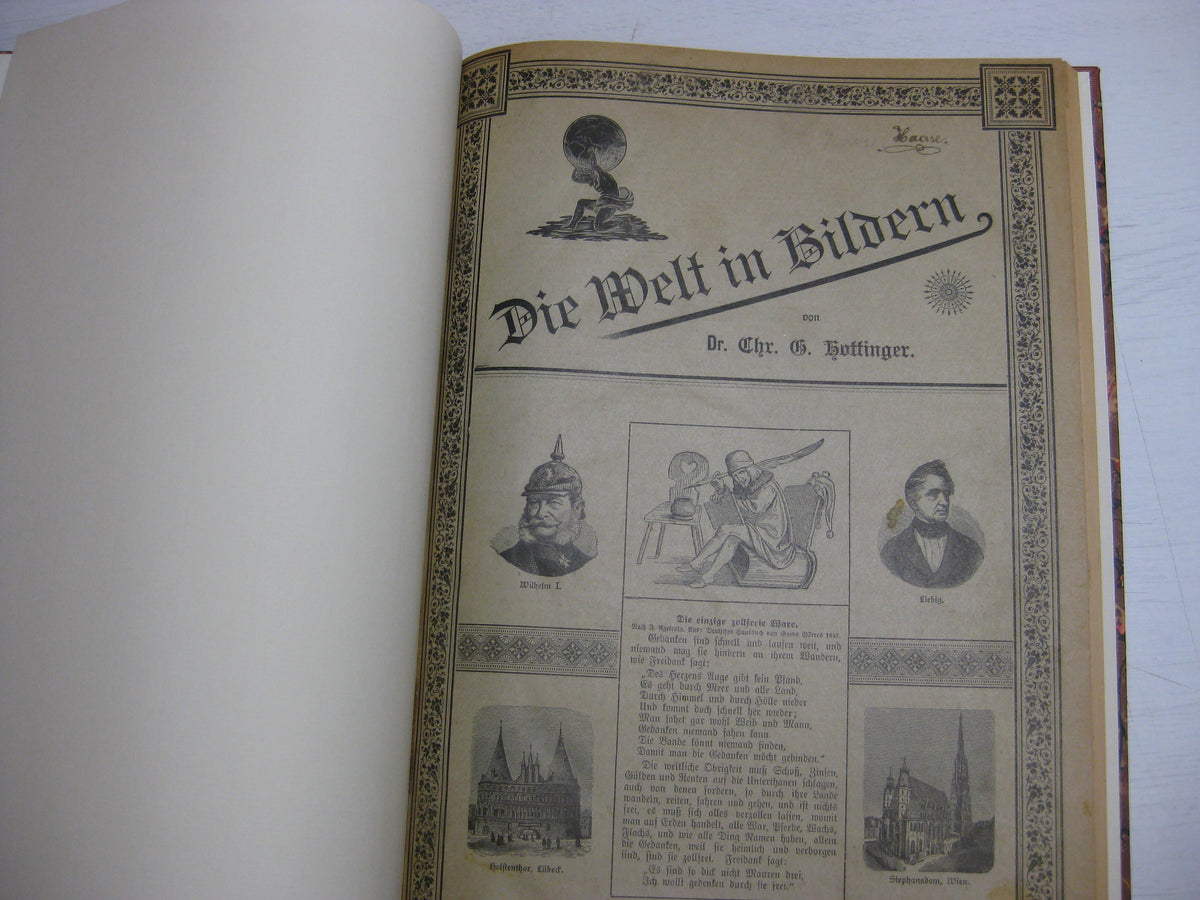 Haase.
Die Welt in Bildern
von
Dr. Chr. G. Hottinger.
Wilhelm I.
Liebig.
Die einzige zollfreie Ware.
Gedanken sind schnell und laufen weit, und
niemand mag sie hindern an ihrem Wandern,
wie Freidank sagt:
„Des Herzens Auge gibt kein Pfand,
Es geht durch Meer und alle Land,
Durch Himmel und durch Hölle nieder
Und kommt doch schnell her wieder;
Man fahet gar wohl Weib und Mann,
Gedanken niemand fahen kann
Die Bande könnt niemand finden,
Damit man die Gedanken möcht gebinden.“
Die weltliche Obrigkeit muß Schoß, Zinsen,
Gülden und Renten auf die Unterthanen schlagen,
auch von denen fordern, so durch ihre Lande
wandeln, reiten, fahren und gehen, und ist nichts
frei, es muß sich alles verzollen lassen, womit
man auf Erden handelt, alle War, Pferde, Wachs,
Flachs, und wie alle Ding Namen haben, allein
die Gedanken, weil sie heimlich und verborgen
sind, sind sie zollfrei. Freidank sagt:
„Es sind so dick nicht Mauren drei,
Ich wollt gedenken durch sie frei.“
Holstenthor, Lübeck.
Stephansdom, Wien.